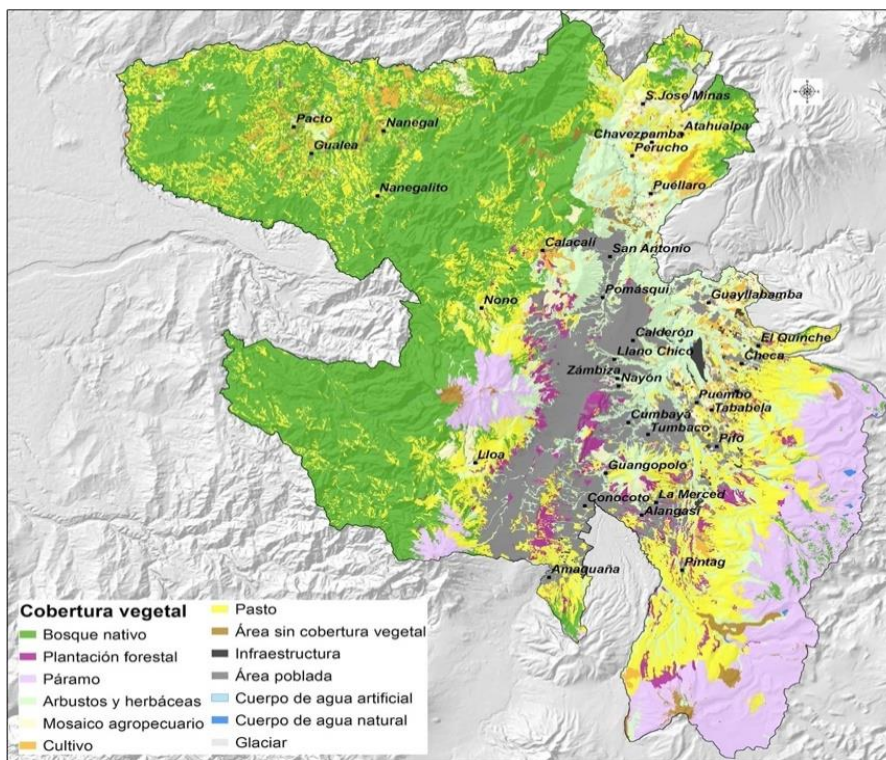 S.Jose Minas
Pacto
Nanegal
Atahualpa
Chavezpamba
Gualea
Perucho
Nanegalito
Puéllaro
Calacalí
San Antonio
Nono
Pomásqui
Guayllabamba
Calderón
El Quinche
Llano Chico
Checa
Zámbiza
Nayón
Puembo
Tababela
Cumbayá
Tumbaco
Pifo
Lloa
Guangopolo
Conocoto
La Merced
Alangasí
Amaguaña
Pintag
Cobertura vegetal
Bosque nativo
Plantación forestal
Páramo
Arbustos y herbáceas
Mosaico agropecuario
Cultivo
Pasto
Área sin cobertura vegetal
Infraestructura
Área poblada
Cuerpo de agua artificial
Cuerpo de agua natural
Glaciar